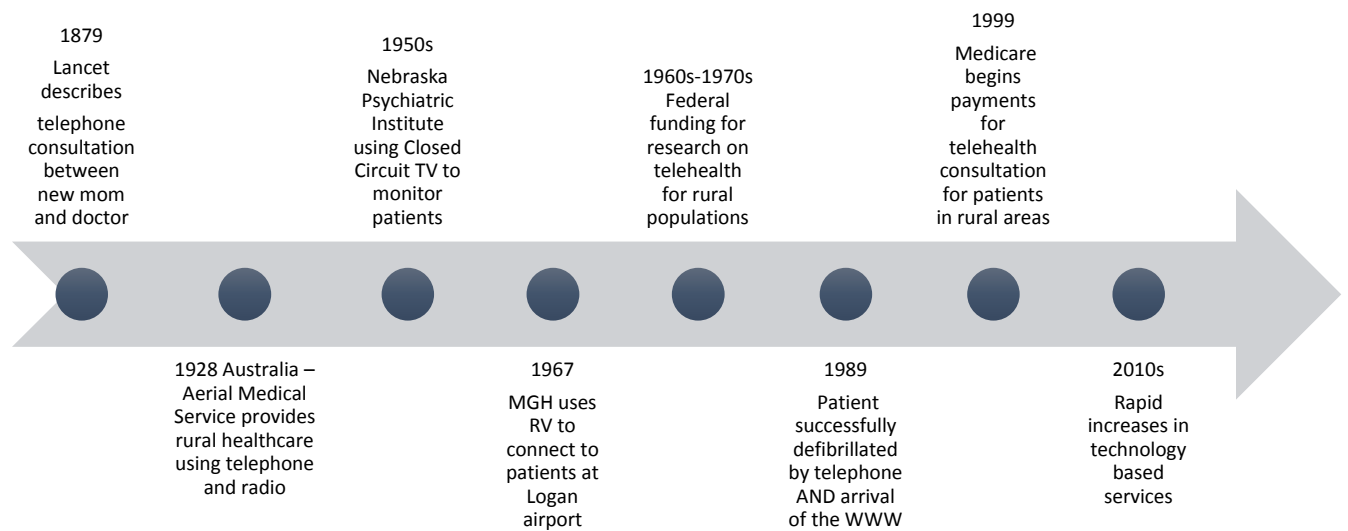 1879
Lancet
describes
telephone
consultation
between
new mom
and doctor
1928 Australia –
Aerial Medical
Service provides
rural healthcare
using telephone
and radio
1950s
Nebraska
Psychiatric
Institute
using Closed
Circuit TV to
monitor
patients
1967
MGH uses
RV to
connect to
patients at
Logan
airport
1960s-1970s
Federal
funding for
research on
telehealth
for rural
populations
1989
Patient
successfully
defibrillated
by telephone
AND arrival
of the WWW
1999
Medicare
begins
payments
for
telehealth
consultation
for patients
in rural areas
2010s
Rapid
increases in
technology
based
services